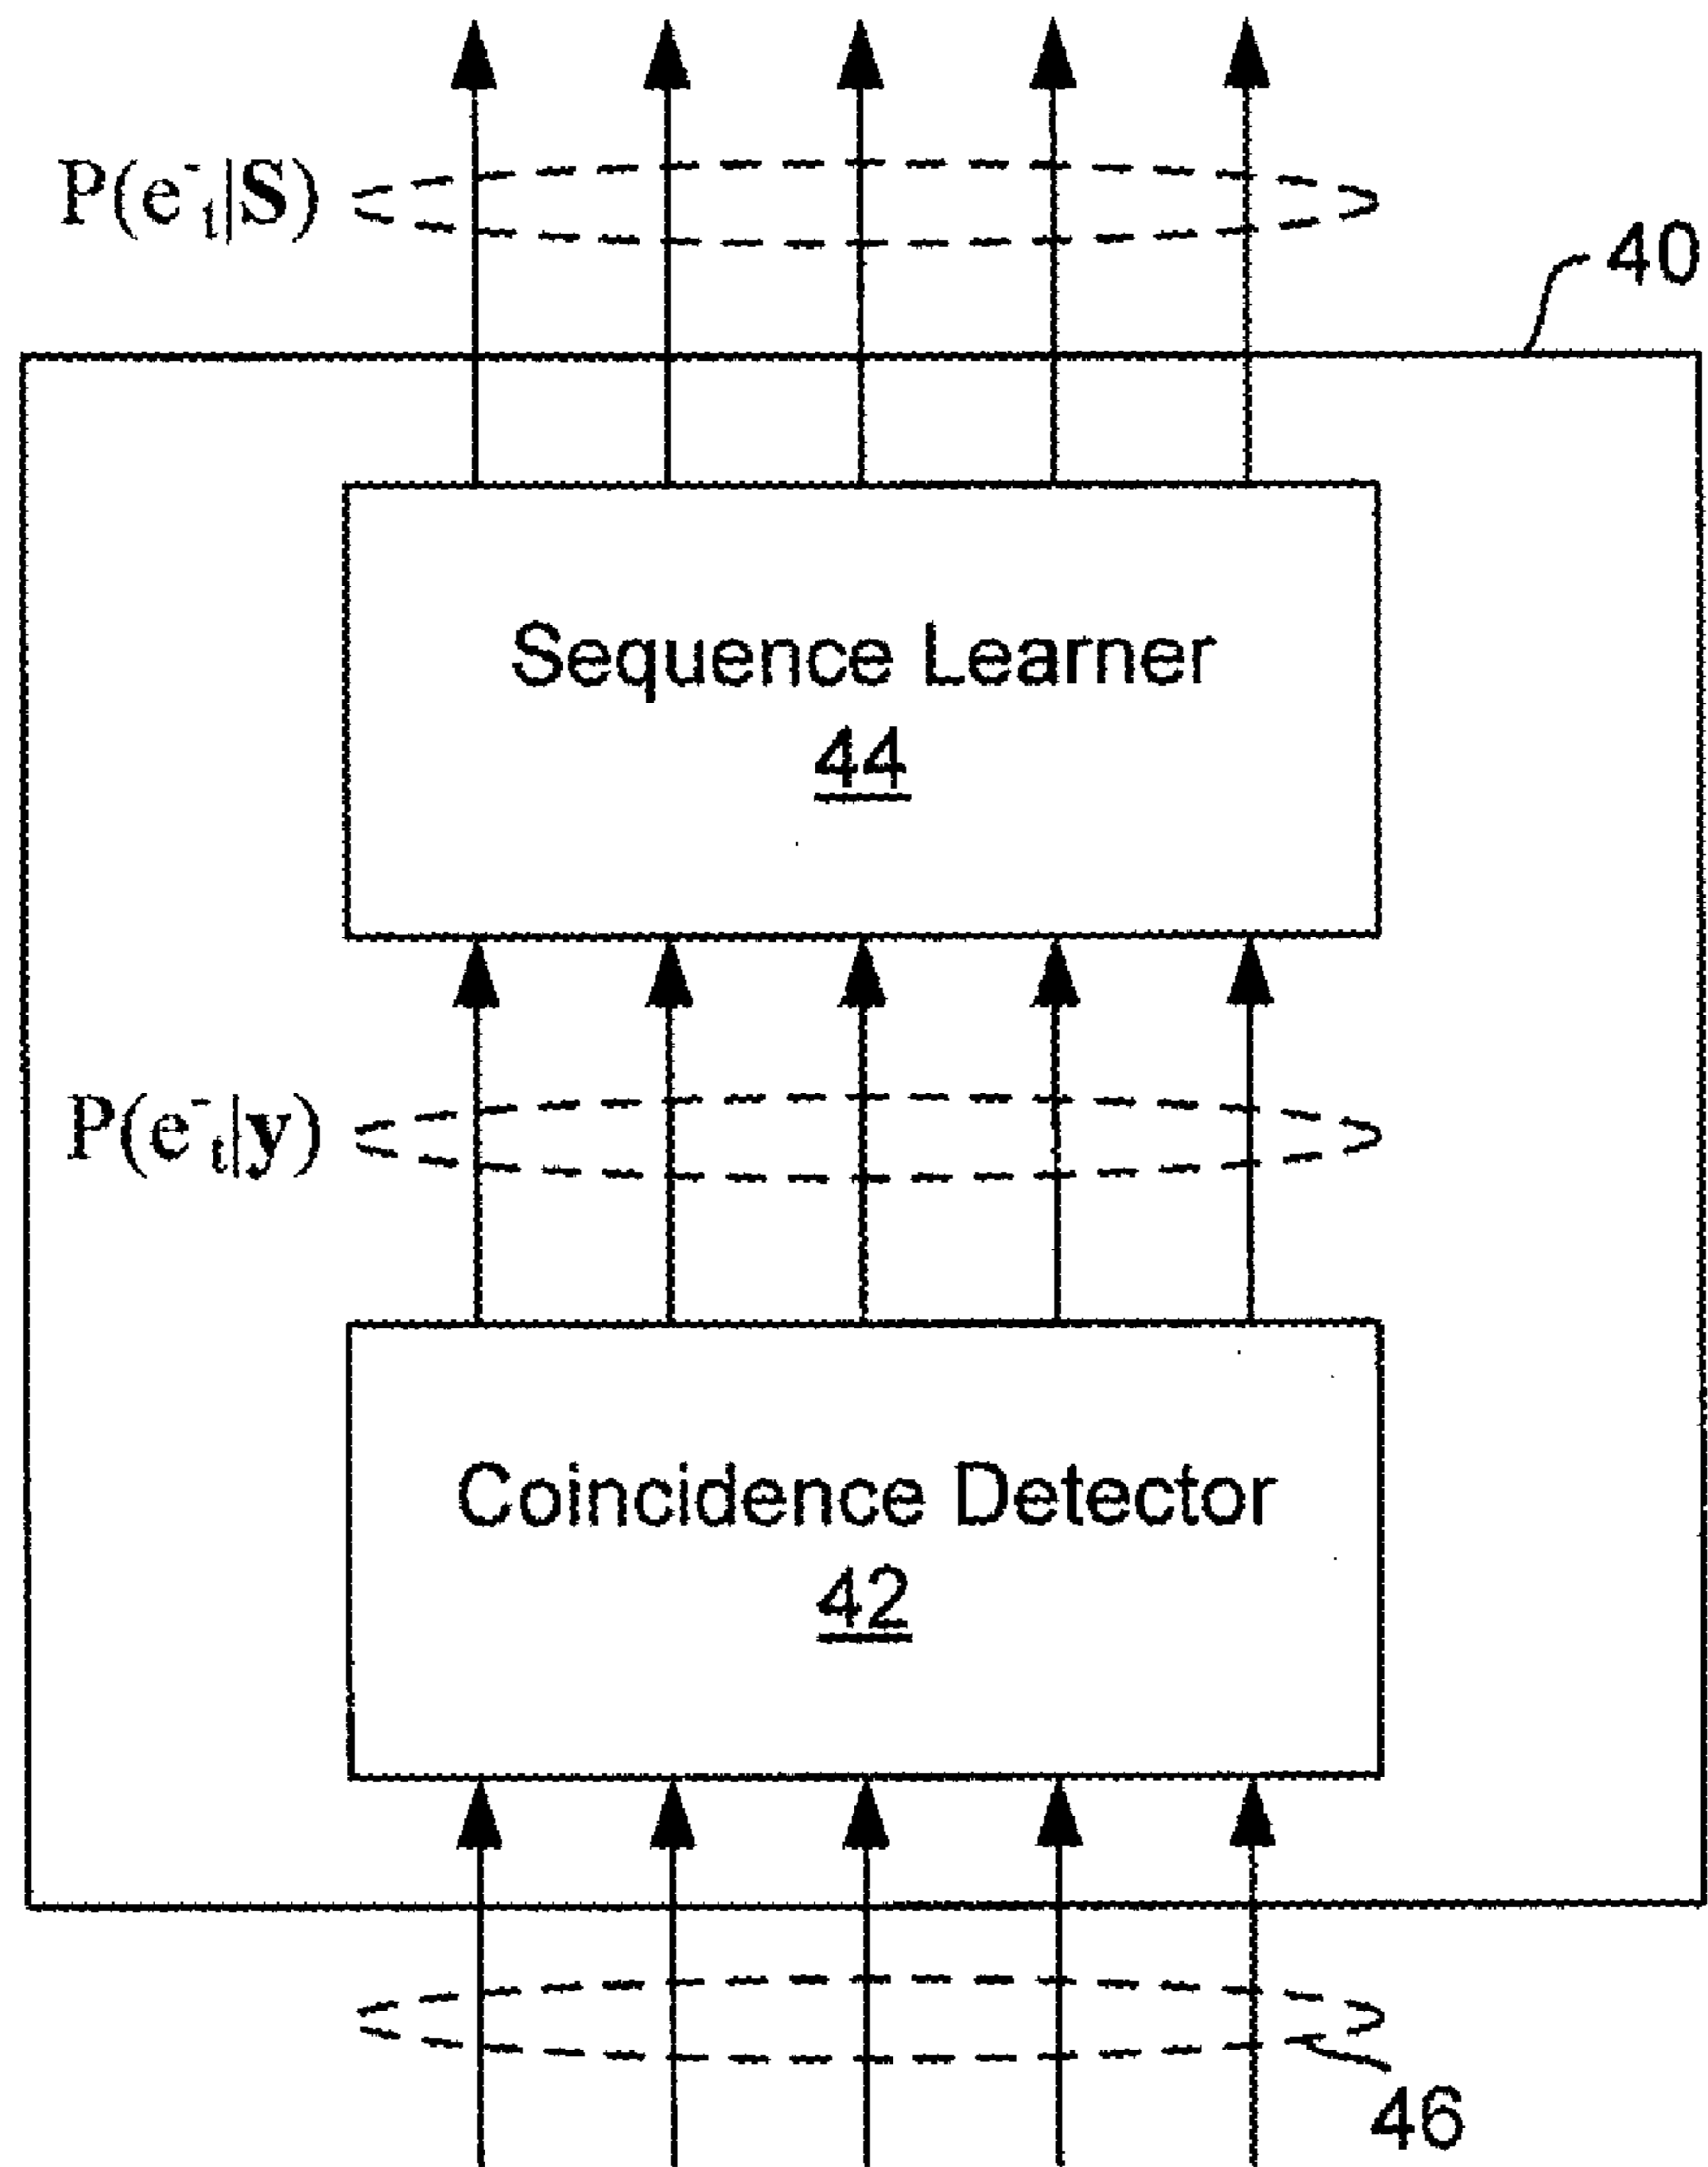 P(e⁻ₜ|S)
40
Sequence Learner
44
P(e⁻ₜ|y)
Coincidence Detector
42
46